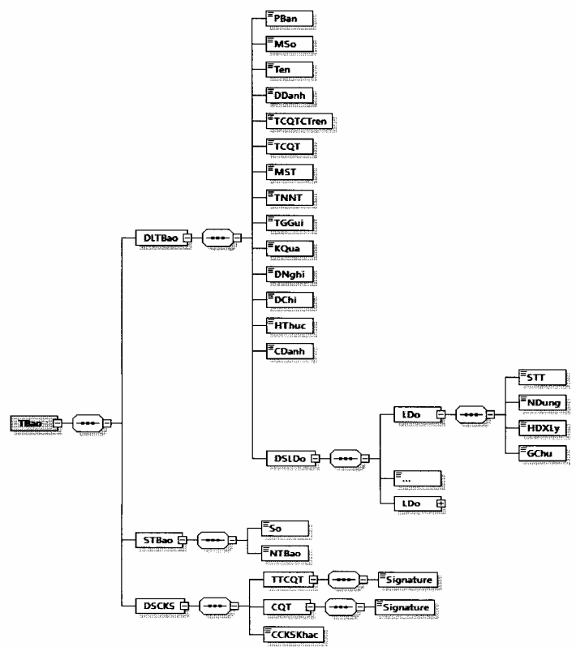 PBan
MSo
Ten
DDanh
TCQTCTren
TCQT
MST
TNNT
TGGui
KQua
DNghi
DChi
HThuc
CDanh
DLTBao
TBao
DSLDo
LDo
STT
NDung
HDXLy
GChu
...
LDo
STBao
So
NTBao
DSCKS
TTCQT
Signature
CQT
Signature
CCKSKhac